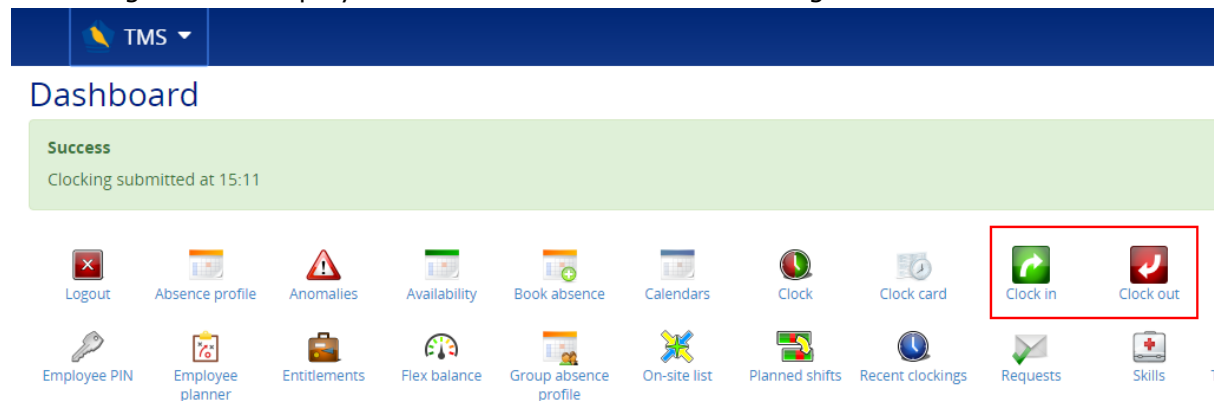 TMS
Dashboard
Success
Clocking submitted at 15:11
Logout Absence profile Anomalies Availability Book absence Calendars Clock Clock card Clock in Clock out
Employee PIN Employee planner Entitlements Flex balance Group absence profile On-site list Planned shifts Recent clockings Requests Skills